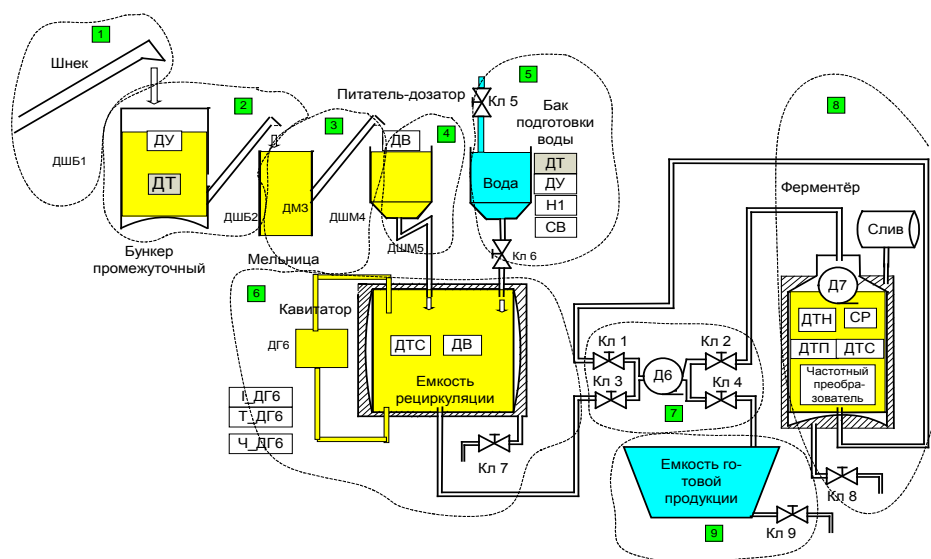 1
Шнек
ДШБ1
2
ДУ
ДТ
Бункер
промежуточный
ДШБ2
3
ДМ3
Мельница
ДШМ4
Питатель-дозатор
4
ДВ
ДШМ5
5
Кл 5
Бак
подготовки
воды
Вода
ДТ
ДУ
Н1
СВ
Кл 6
6
Кавитатор
ДГ6
I_ДГ6
Т_ДГ6
Ч_ДГ6
ДТС
ДВ
Емкость
рециркуляции
Кл 7
Кл 1
Кл 2
Кл 3
Д6
Кл 4
7
8
Ферментёр
Слив
Д7
ДТН
СР
ДТП
ДТС
Частотный
преобра-
зователь
Кл 8
Емкость го-
товой
продукции
9
Кл 9